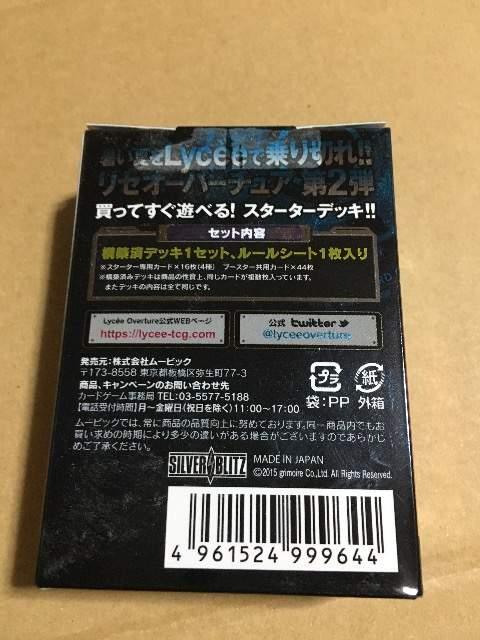 暑い夏をLycéeで乗り切れ!!
リセオーバーチュア 第2弾
買ってすぐ遊べる! スターターデッキ!!
セット内容
構築済デッキ1セット、ルールシート1枚入り
※スターター専用カード×16枚(4種) ブースター共用カード×44枚
※構築済みデッキは商品の性質上、同じカードが複数枚入っています。
またデッキの内容は全て同じです。
Lycée Overture公式WEBページ
https://lycee-tcg.com
公式 twitter
@lyceeoverture
発売元:株式会社ムービック
〒173-8558 東京都板橋区弥生町77-3
商品、キャンペーンのお問い合わせ先
カードゲーム事務局 TEL:03-5577-5188
【電話受付時間】月~金曜日(祝日を除く)11:00~17:00
プラ
袋:PP
紙
外箱
ムービックでは、常に商品の品質向上に努めております。同一商品内でもお
買い求めの時期により多少の違いがある場合がございますのであらかじ
めご了承ください。
SILVER BLITZ
MADE IN JAPAN
©2015 grimoire Co.,Ltd. All Rights Reserved.
4 961524 999644